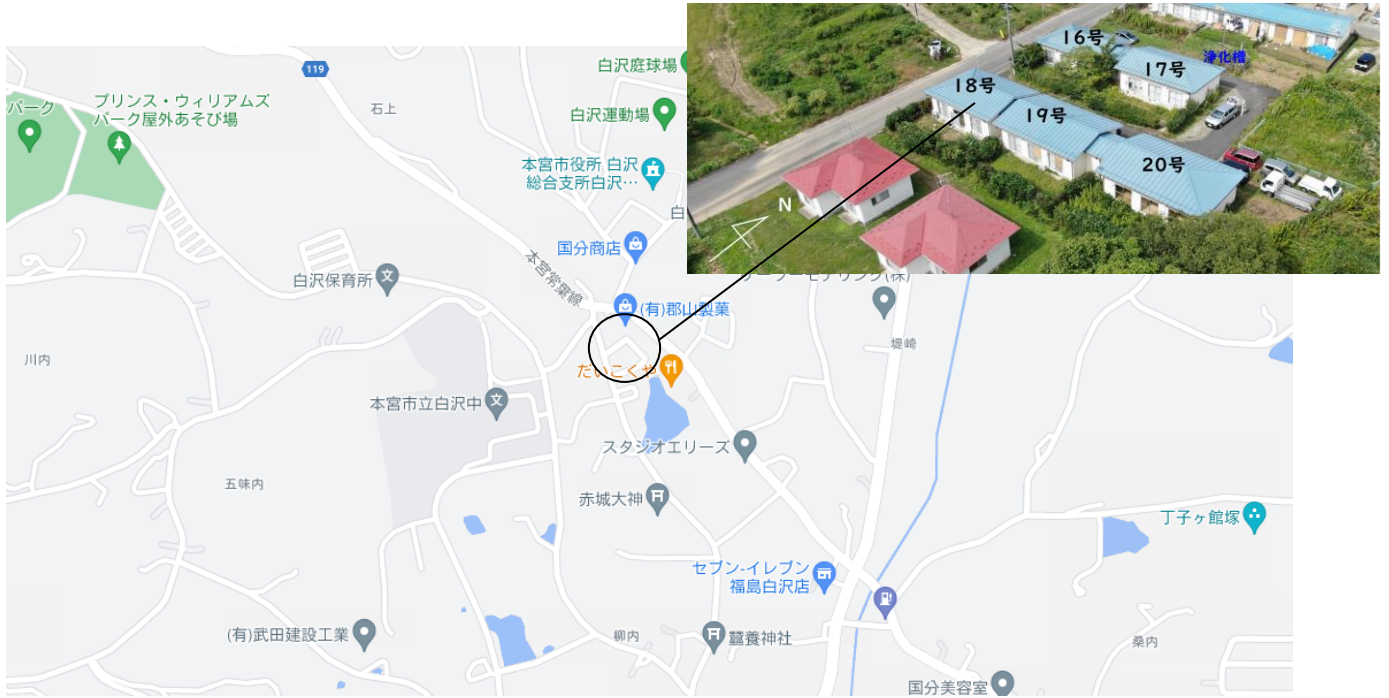 16号
17号
浄化槽
18号
19号
20号
N
119
石上
白沢庭球場
パーク
プリンス・ウィリアムズ
パーク屋外あそび場
白沢運動場
本宮市役所 白沢
総合支所白沢…
白
国分商店
本宮常葉線
白沢保育所
(有)郡山製菓
川内
だいこくや
堤崎
本宮市立白沢中
スタジオエリーズ
五味内
赤城大神
丁子ヶ館塚
セブン-イレブン
福島白沢店
(有)武田建設工業
柳内
蠶養神社
桑内
国分美容室